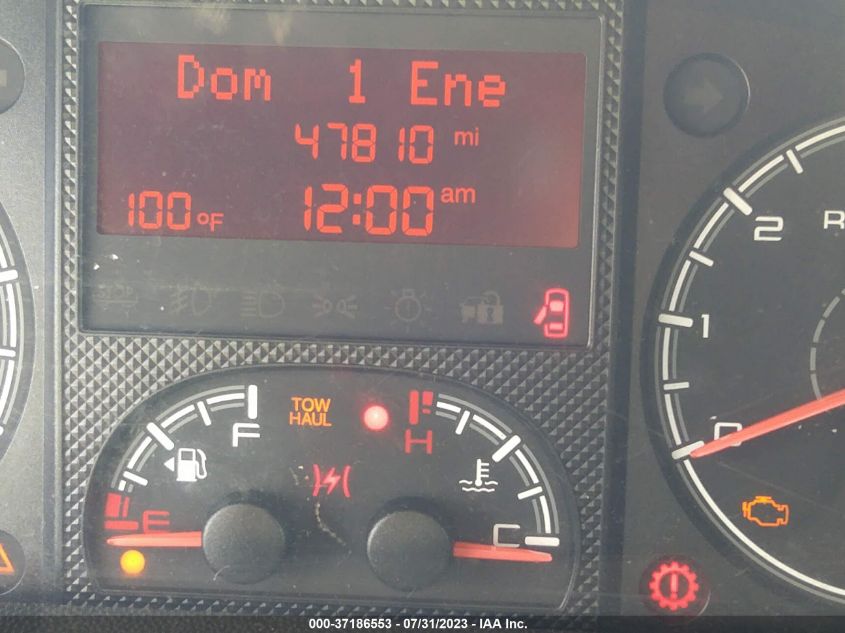 Dom 1 Ene
47810 mi
100°F 12:00 am
2 R
1
0
F TOW HAUL H
E C
000-37186553 - 07/31/2023 - IAA Inc.